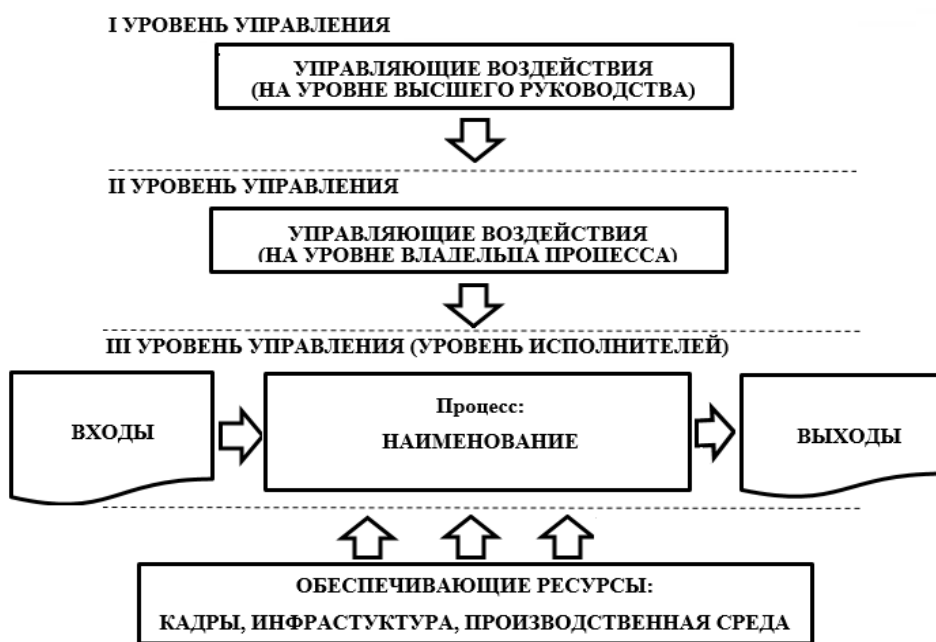 I УРОВЕНЬ УПРАВЛЕНИЯ
УПРАВЛЯЮЩИЕ ВОЗДЕЙСТВИЯ
(НА УРОВНЕ ВЫСШЕГО РУКОВОДСТВА)
II УРОВЕНЬ УПРАВЛЕНИЯ
УПРАВЛЯЮЩИЕ ВОЗДЕЙСТВИЯ
(НА УРОВНЕ ВЛАДЕЛЬЦА ПРОЦЕССА)
III УРОВЕНЬ УПРАВЛЕНИЯ (УРОВЕНЬ ИСПОЛНИТЕЛЕЙ)
ВХОДЫ
Процесс:
НАИМЕНОВАНИЕ
ВЫХОДЫ
ОБЕСПЕЧИВАЮЩИЕ РЕСУРСЫ:
КАДРЫ, ИНФРАСТУКТУРА, ПРОИЗВОДСТВЕННАЯ СРЕДА